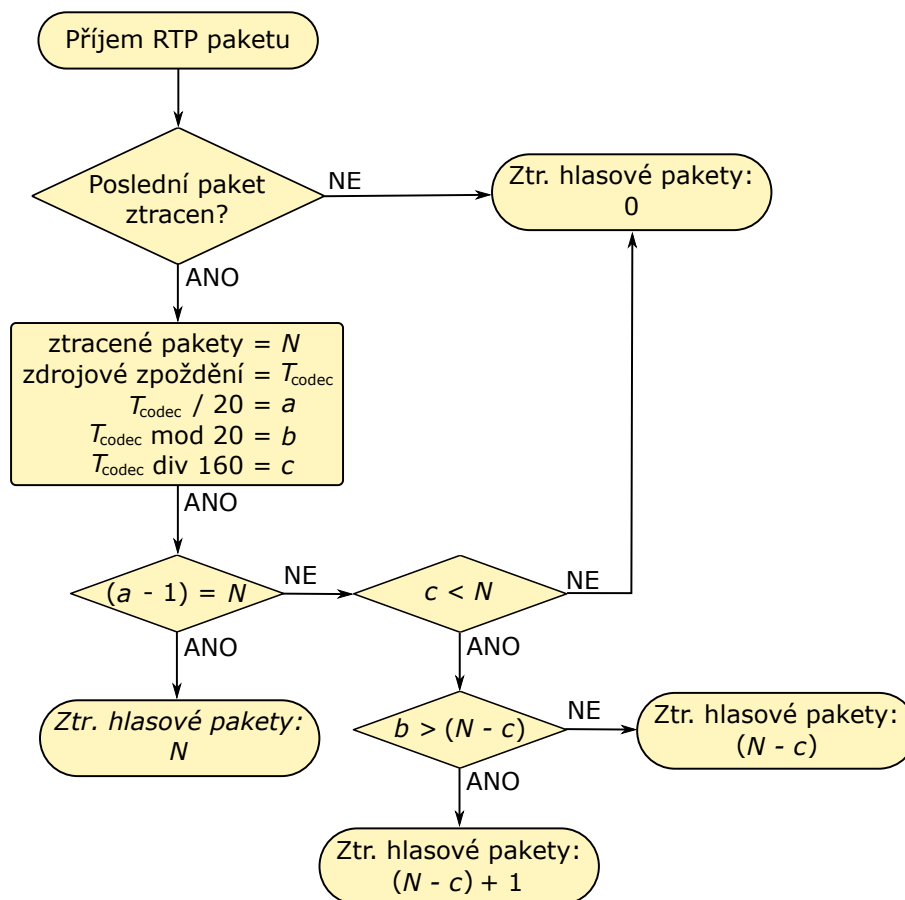 Příjem RTP paketu
Poslední paket
ztracen?
NE
Ztr. hlasové pakety:
0
ANO
ztracené pakety = N
zdrojové zpoždění = Tcodec
Tcodec / 20 = a
Tcodec mod 20 = b
Tcodec div 160 = c
ANO
(a - 1) = N
NE
c < N
NE
ANO
ANO
Ztr. hlasové pakety:
N
b > (N - c)
NE
Ztr. hlasové pakety:
(N - c)
ANO
Ztr. hlasové pakety:
(N - c) + 1